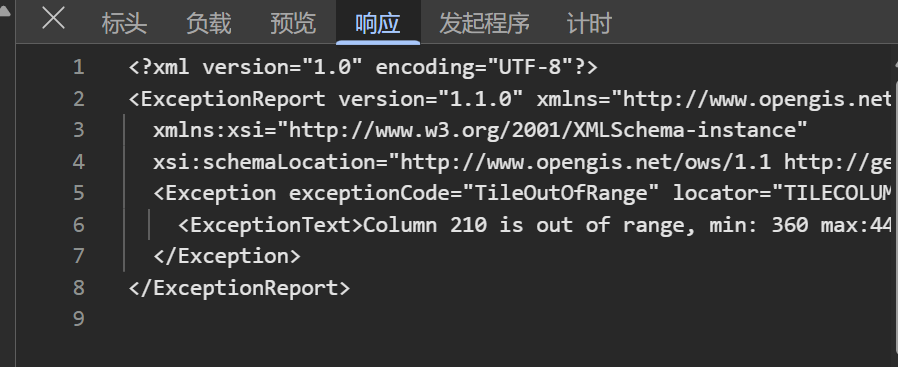 标头 负载 预览 响应 发起程序 计时
1 <?xml version="1.0" encoding="UTF-8"?>
2 <ExceptionReport version="1.1.0" xmlns="http://www.opengis.net
3 xmlns:xsi="http://www.w3.org/2001/XMLSchema-instance"
4 xsi:schemaLocation="http://www.opengis.net/ows/1.1 http://ge
5 <Exception exceptionCode="TileOutOfRange" locator="TILECOLUM
6 <ExceptionText>Column 210 is out of range, min: 360 max:44
7 </Exception>
8 </ExceptionReport>
9